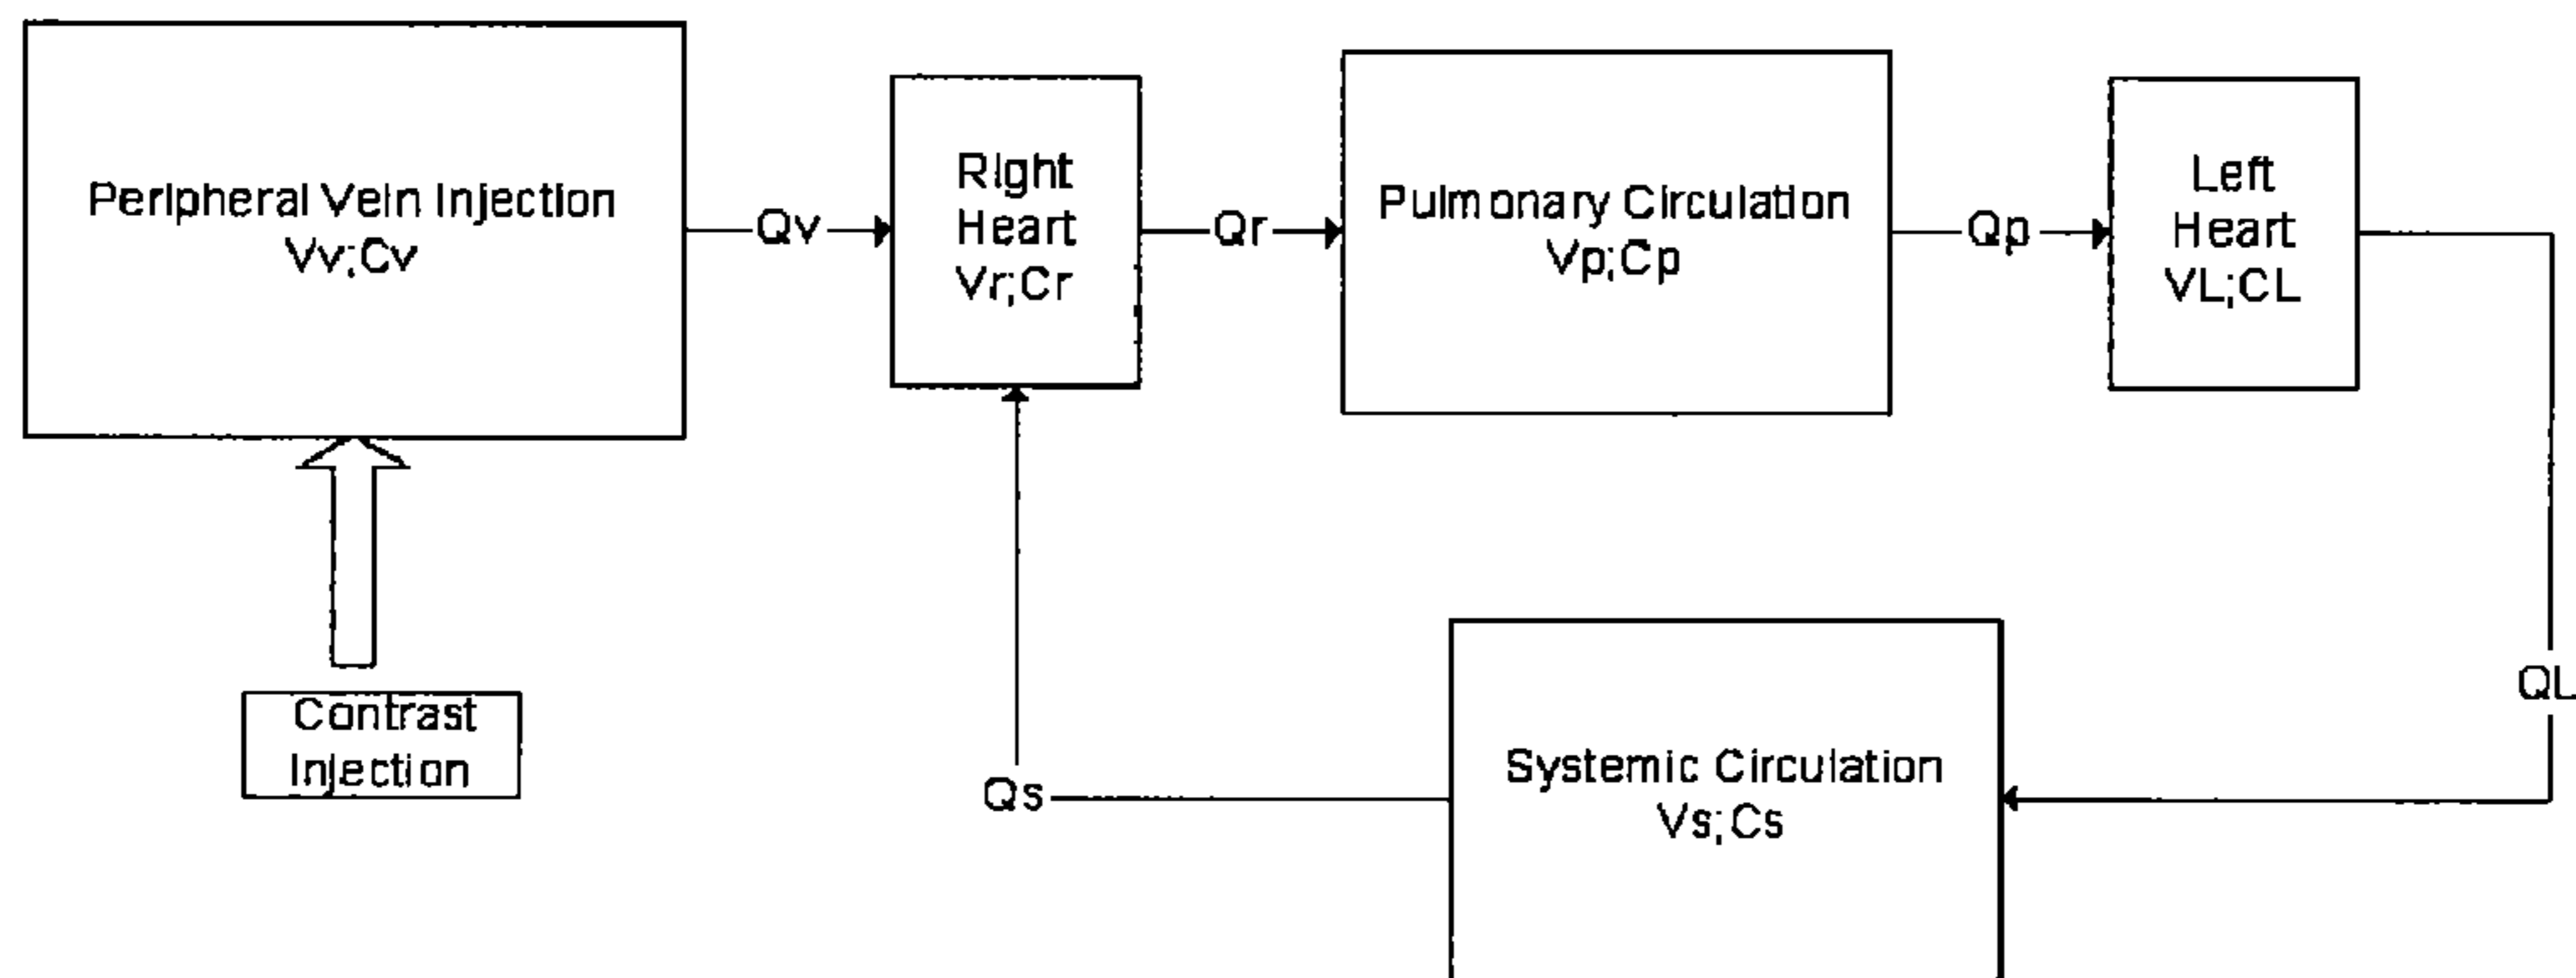 Peripheral Vein Injection
Vv;Cv
Qv
Right
Heart
Vr;Cr
Qr
Pulmonary Circulation
Vp;Cp
Qp
Left
Heart
VL;CL
QL
Contrast
Injection
Qs
Systemic Circulation
Vs;Cs